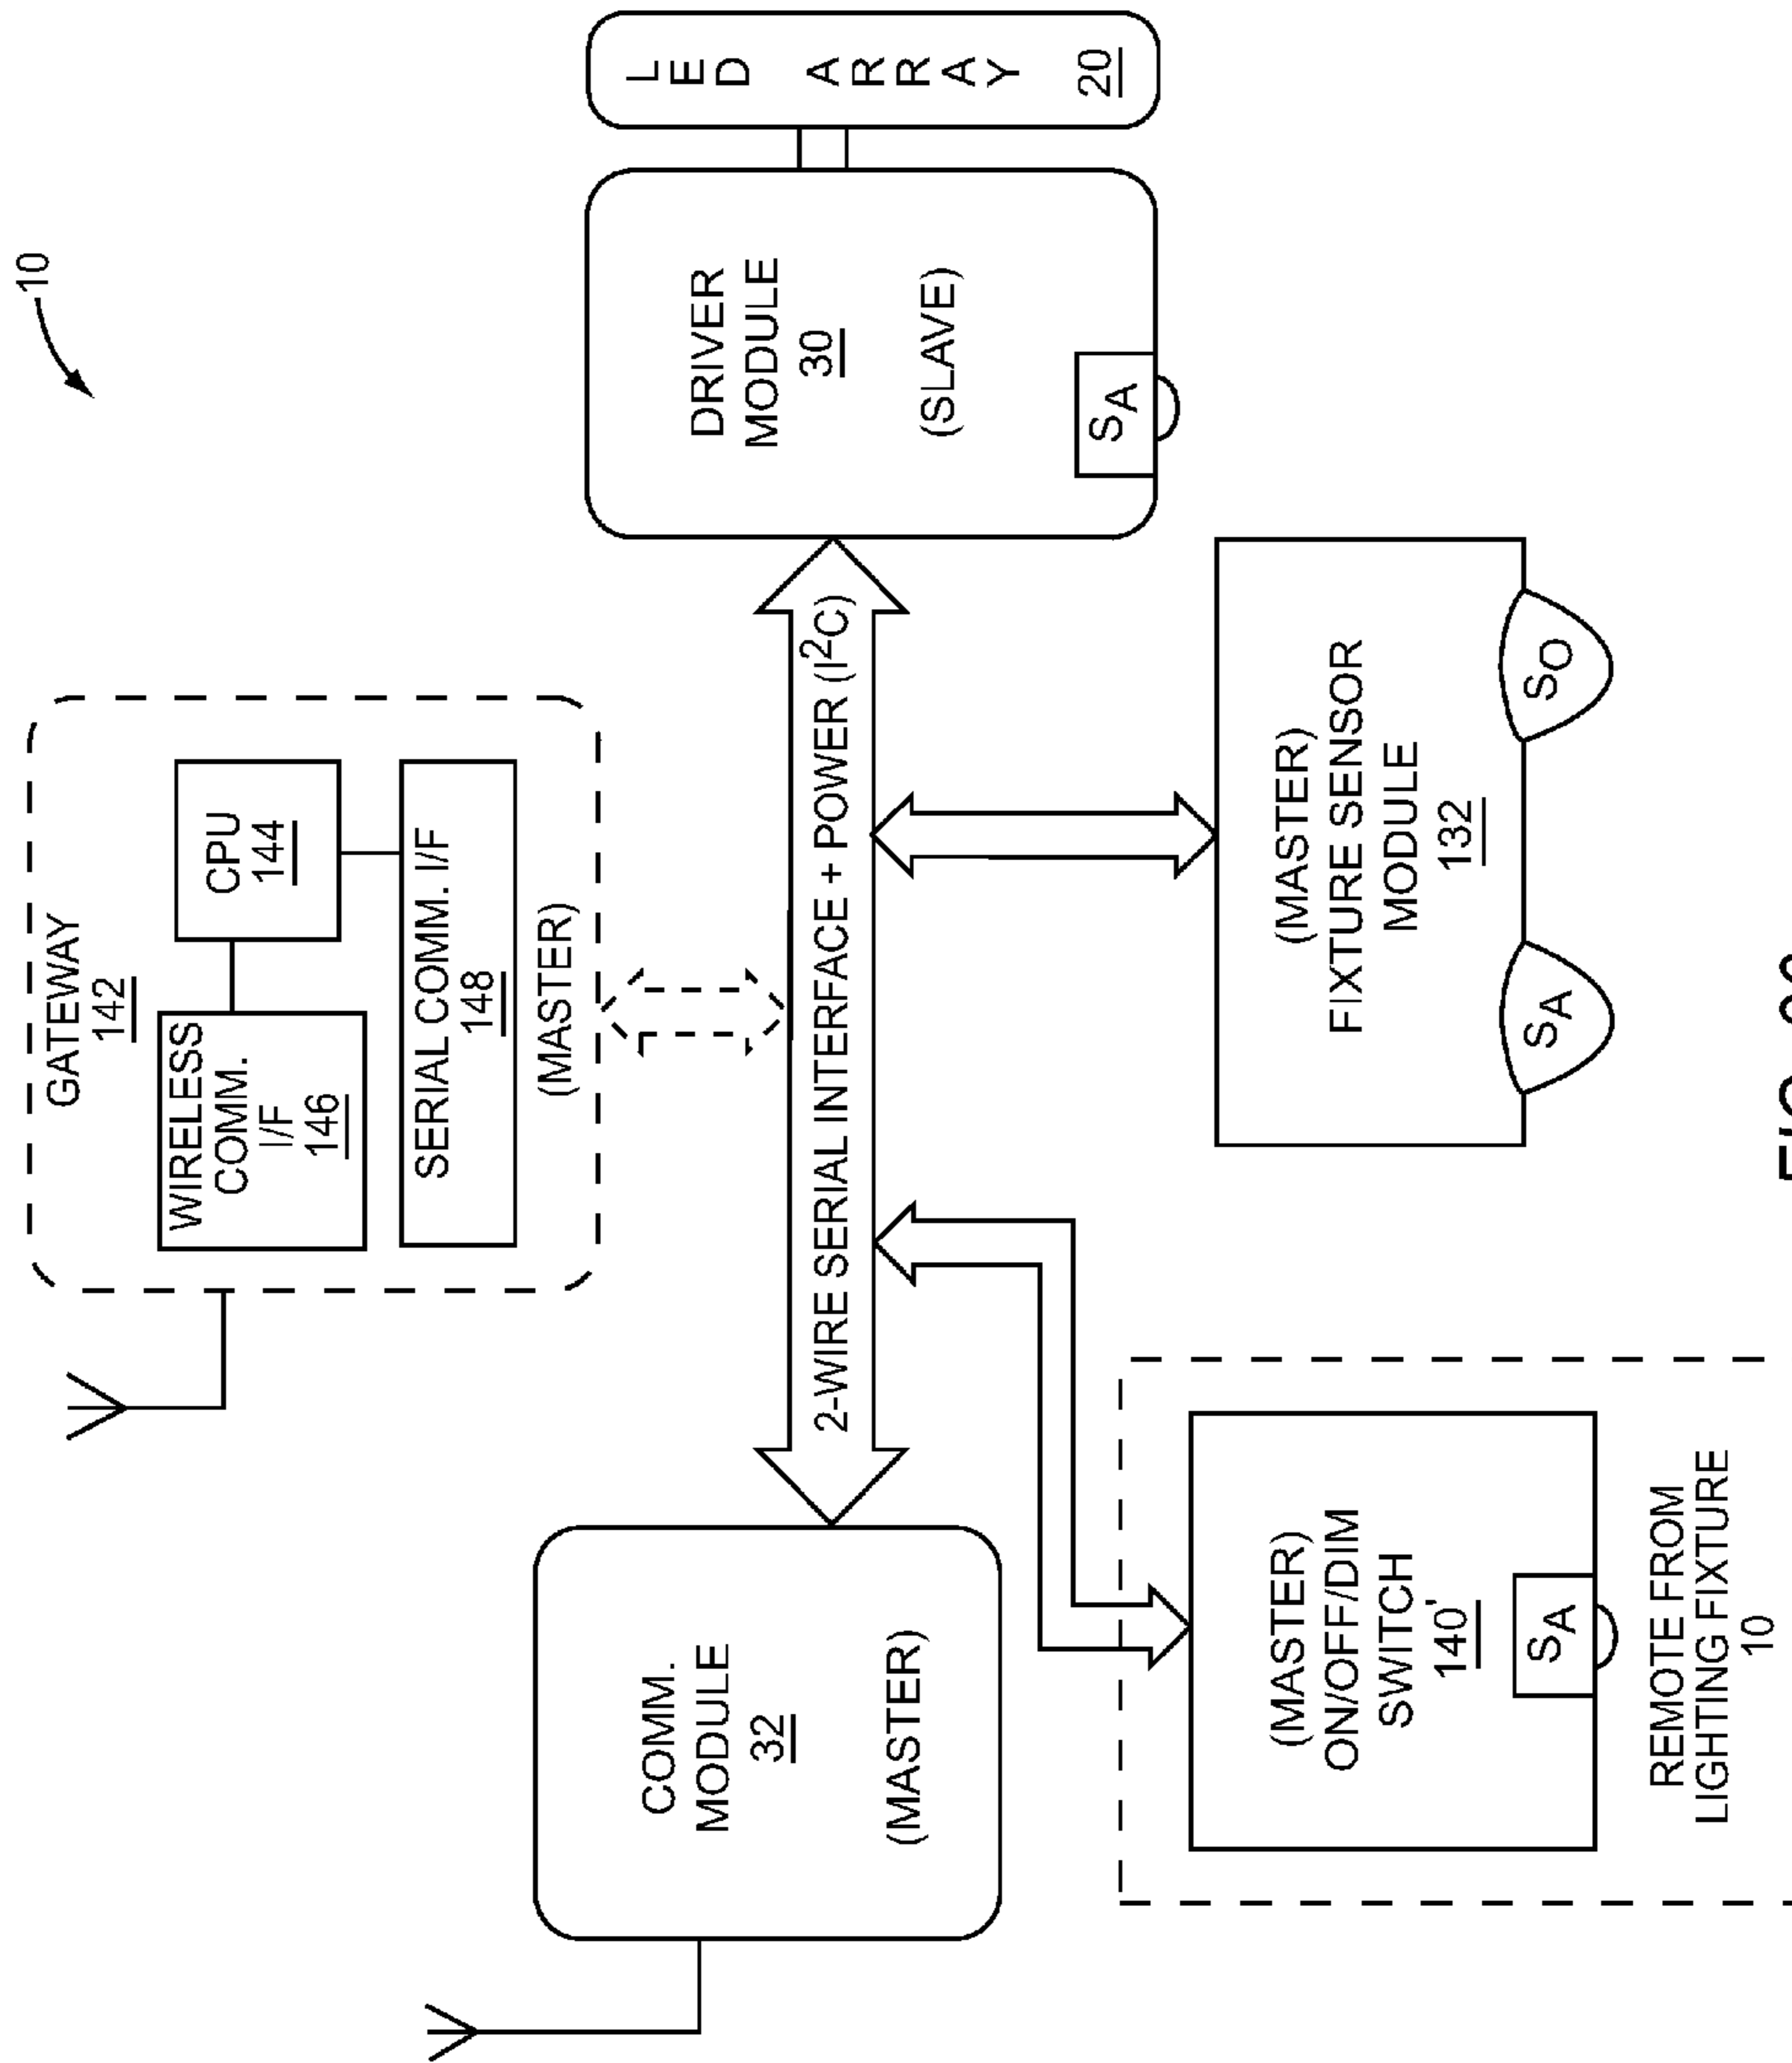 10
GATEWAY
142
CPU
144
WIRELESS
COMM.
I/F
146
SERIAL COMM. I/F
148
(MASTER)
COMM.
MODULE
32
(MASTER)
2-WIRE SERIAL INTERFACE + POWER (I²C)
DRIVER
MODULE
30
(SLAVE)
SA
LED ARRAY
20
(MASTER)
ON/OFF/DIM
SWITCH
140'
SA
REMOTE FROM
LIGHTING FIXTURE
10
(MASTER)
FIXTURE SENSOR
MODULE
132
SA
SO